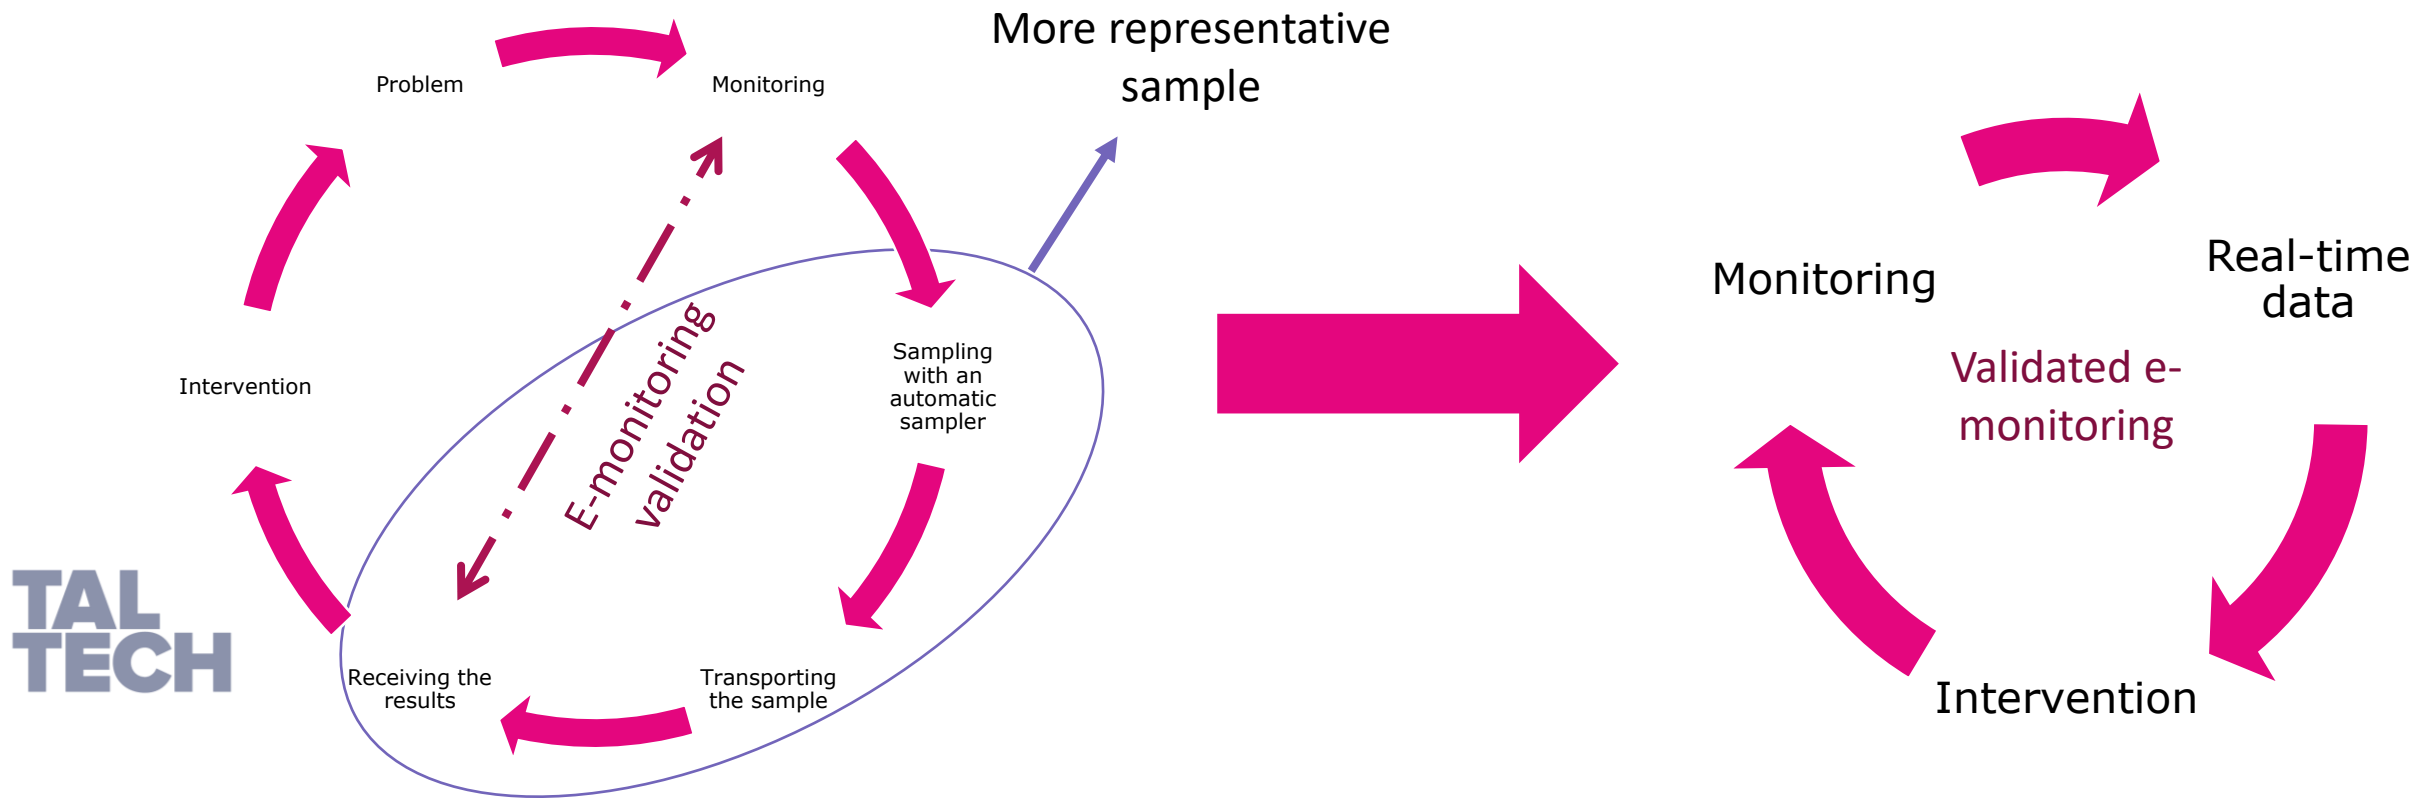 More representative
sample
Problem
Monitoring
Sampling
with an
automatic
sampler
Transporting
the sample
Receiving the
results
Intervention
E-monitoring
validation
TAL
TECH
Monitoring
Real-time
data
Validated e-
monitoring
Intervention